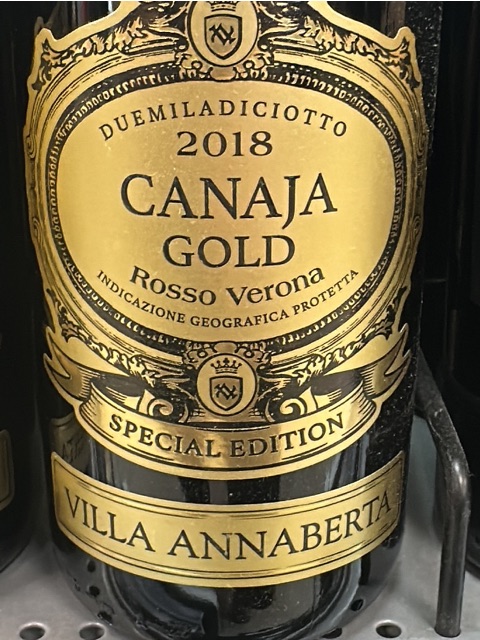 DUEMILADICIOTTO
2018
CANAJA
GOLD
Rosso Verona
INDICAZIONE GEOGRAFICA PROTETTA
SPECIAL EDITION
VILLA ANNABERTA